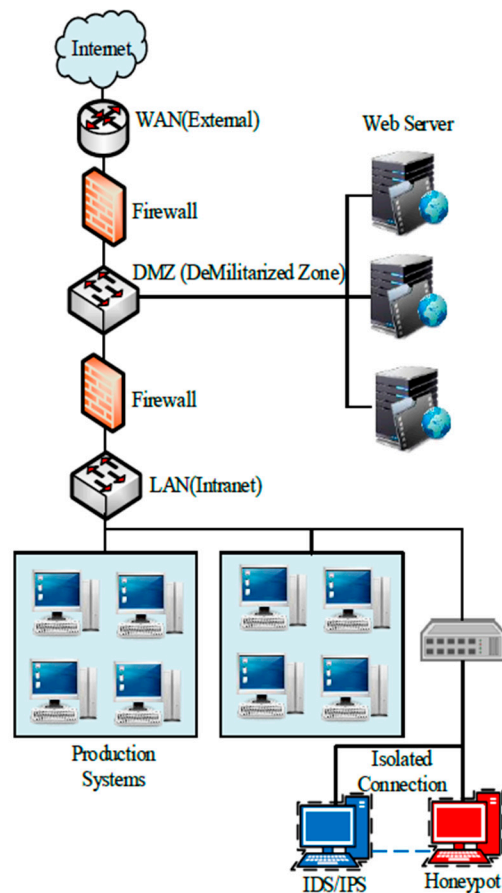 Internet
WAN(External)
Web Server
Firewall
DMZ (DeMilitarized Zone)
Firewall
LAN(Intranet)
Production
Systems
Isolated
Connection
IDS/IPS
Honeypot